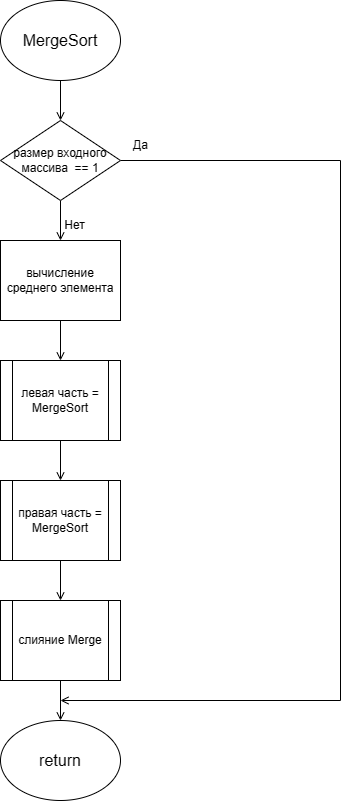 MergeSort
размер входного
массива == 1
Да
Нет
вычисление
среднего элемента
левая часть =
MergeSort
правая часть =
MergeSort
слияние Merge
return